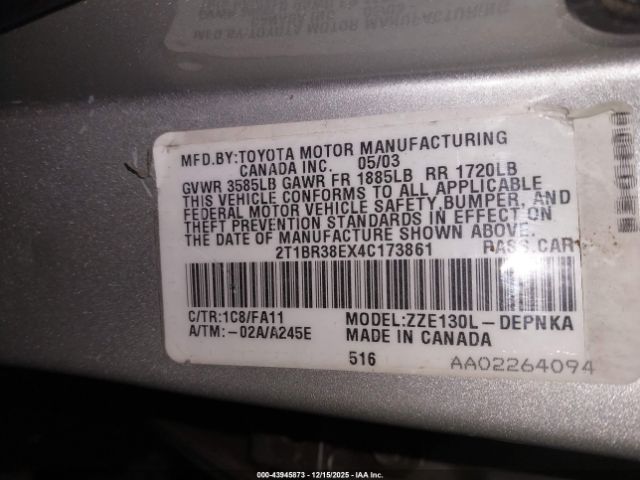 MFD.BY:TOYOTA MOTOR MANUFACTURING
CANADA INC. 05/03
GVWR 3585LB GAWR FR 1885LB RR 1720LB
THIS VEHICLE CONFORMS TO ALL APPLICABLE
FEDERAL MOTOR VEHICLE SAFETY,BUMPER, AND
THEFT PREVENTION STANDARDS IN EFFECT ON
THE DATE OF MANUFACTURE SHOWN ABOVE.
2T1BR38EX4C173861 PASS.CAR
C/TR:1C8/FA11 MODEL:ZZE130L-DEPNKA
A/TM:-02A/A245E MADE IN CANADA
516 AA02264094
000-43945873 | 12/15/2025 - IAA Inc.